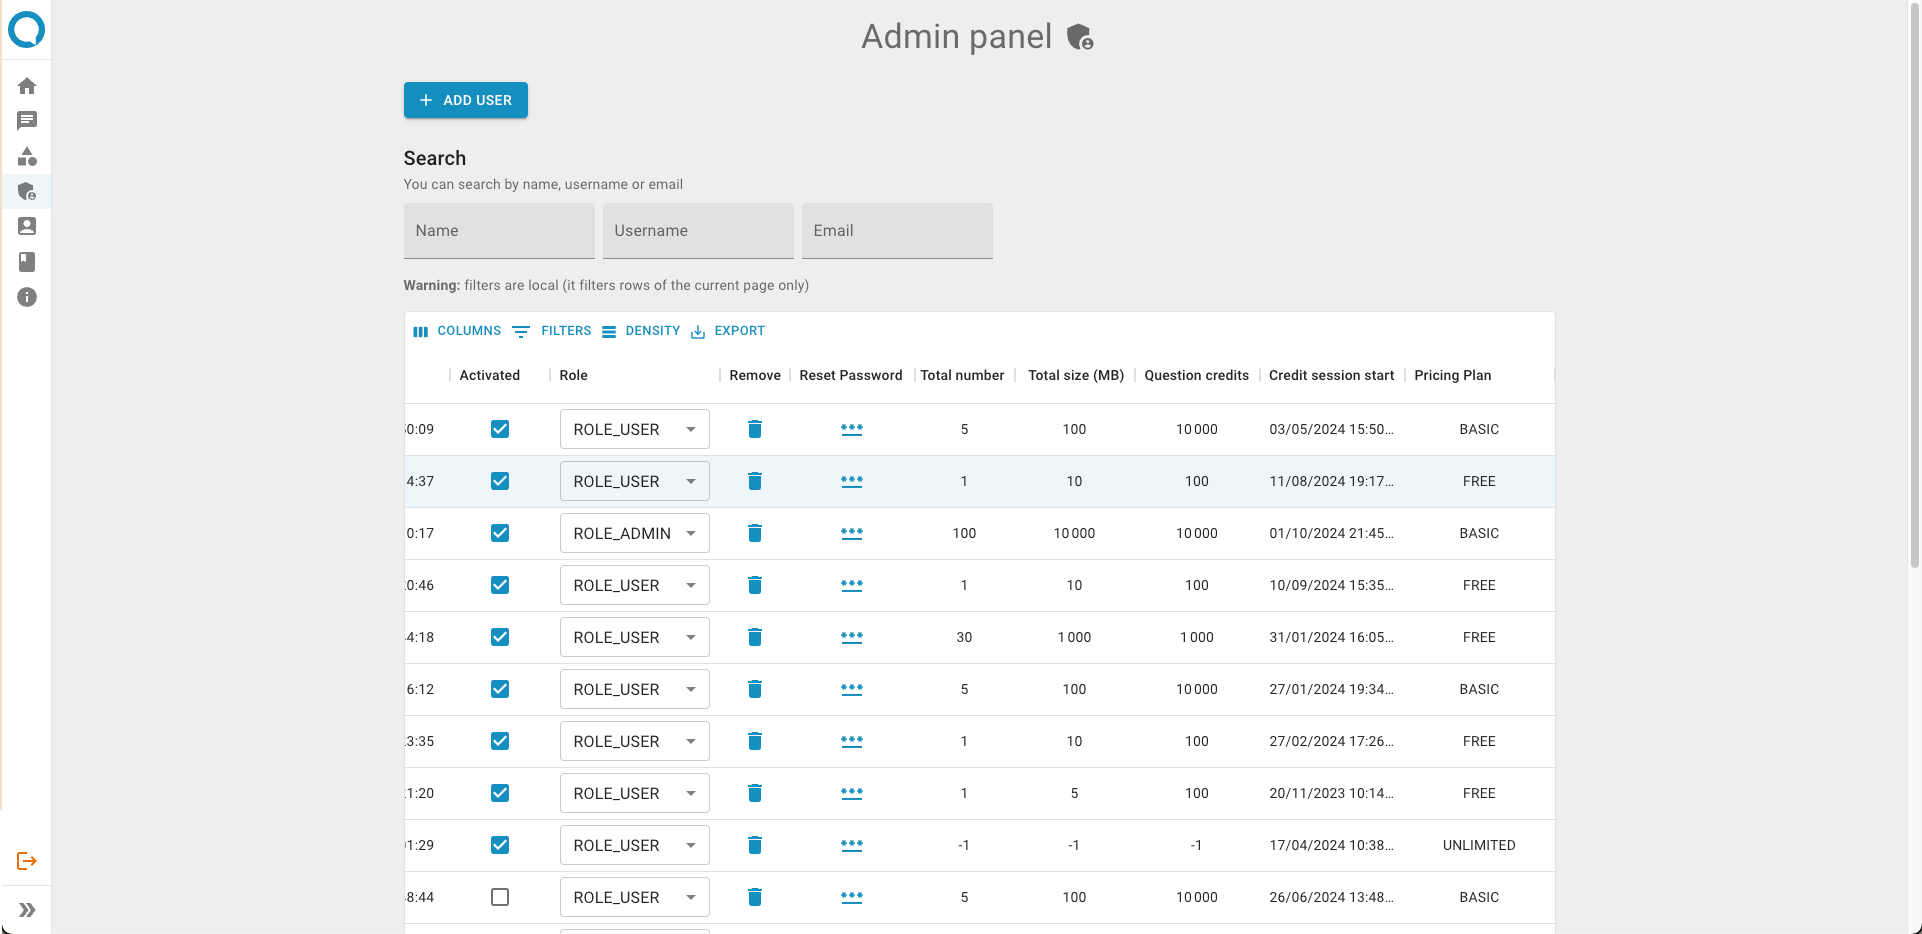 Admin panel
ADD USER
Search
You can search by name, username or email
Name Username Email
Warning: filters are local (it filters rows of the current page only)
COLUMNS FILTERS DENSITY EXPORT
Activated Role Remove Reset Password Total number Total size (MB) Question credits Credit session start Pricing Plan
0:09 ROLE_USER *** 5 100 10 000 03/05/2024 15:50... BASIC
4:37 ROLE_USER *** 1 10 100 11/08/2024 19:17... FREE
0:17 ROLE_ADMIN *** 100 10 000 10 000 01/10/2024 21:45... BASIC
0:46 ROLE_USER *** 1 10 100 10/09/2024 15:35... FREE
4:18 ROLE_USER *** 30 1 000 1 000 31/01/2024 16:05... FREE
6:12 ROLE_USER *** 5 100 10 000 27/01/2024 19:34... BASIC
3:35 ROLE_USER *** 1 10 100 27/02/2024 17:26... FREE
1:20 ROLE_USER *** 1 5 100 20/11/2023 10:14... FREE
1:29 ROLE_USER *** -1 -1 -1 17/04/2024 10:38... UNLIMITED
8:44 ROLE_USER *** 5 100 10 000 26/06/2024 13:48... BASIC